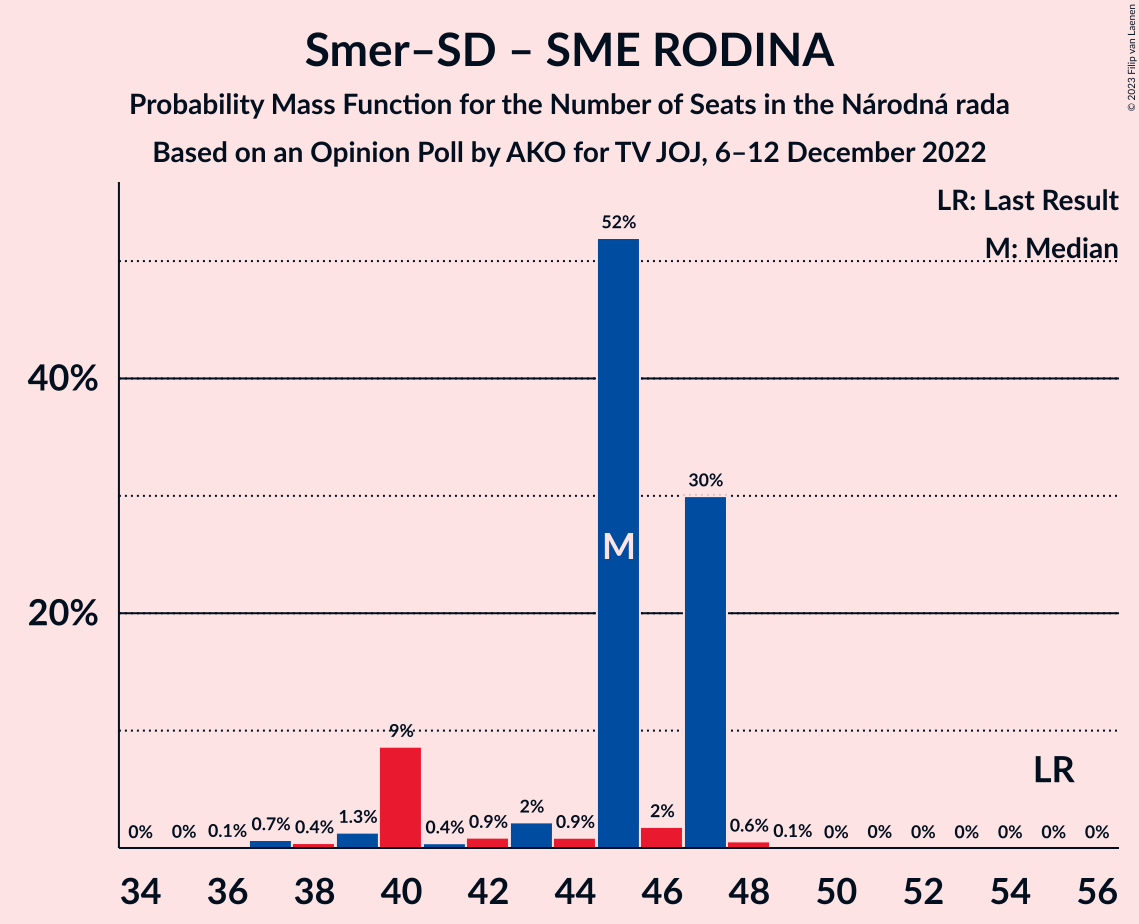 Smer–SD – SME RODINA
Probability Mass Function for the Number of Seats in the Národná rada
Based on an Opinion Poll by AKO for TV JOJ, 6–12 December 2022
© 2023 Filip van Laenen
LR: Last Result
M: Median
40%
20%
0% 0% 0.1% 0.7% 0.4% 1.3% 9% 0.4% 0.9% 2% 0.9% 52% 2% 30% 0.6% 0.1% 0% 0% 0% 0% 0% 0% 0%
M
LR
34 36 38 40 42 44 46 48 50 52 54 56